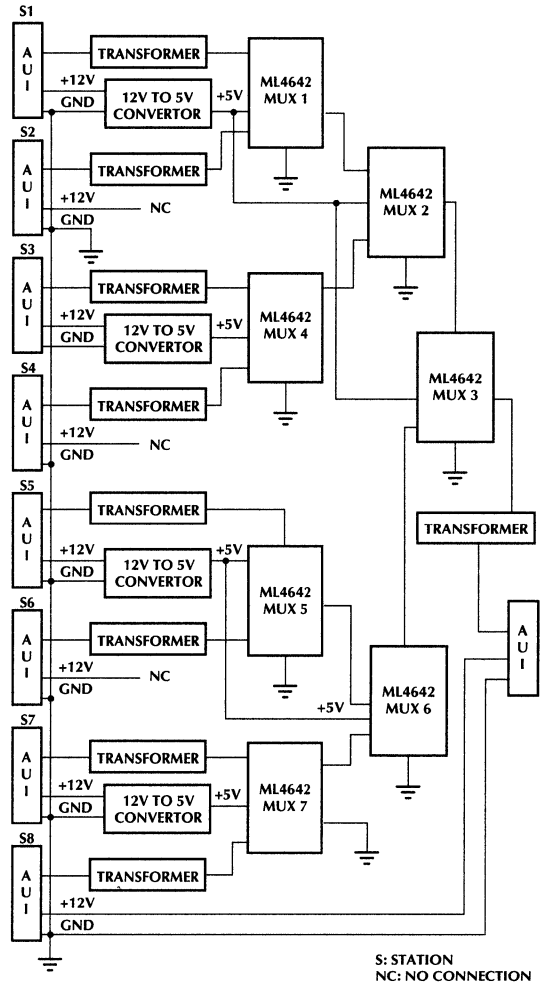 S1
AUI
TRANSFORMER
+12V
GND
12V TO 5V
CONVERTOR
+5V
ML4642
MUX 1
S2
AUI
TRANSFORMER
+12V
NC
GND
ML4642
MUX 2
S3
AUI
TRANSFORMER
+12V
GND
12V TO 5V
CONVERTOR
+5V
ML4642
MUX 4
ML4642
MUX 3
S4
AUI
TRANSFORMER
+12V
NC
GND
S5
AUI
TRANSFORMER
+12V
GND
12V TO 5V
CONVERTOR
+5V
ML4642
MUX 5
TRANSFORMER
AUI
S6
AUI
TRANSFORMER
+12V
NC
GND
ML4642
MUX 6
+5V
S7
AUI
TRANSFORMER
+12V
GND
12V TO 5V
CONVERTOR
+5V
ML4642
MUX 7
S8
AUI
TRANSFORMER
+12V
GND
S: STATION
NC: NO CONNECTION